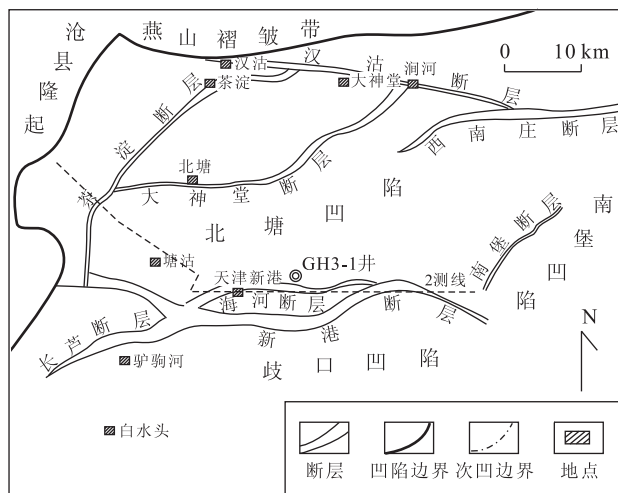 沧县隆起
燕山褶皱带
汉沽断层
汉沽
茶淀
大神堂
涧河
0 10 km
茶淀断层
西南庄断层
北塘
大神堂断层
北塘凹陷
南堡断层
南堡凹陷
塘沽
GH3-1井
天津新港
2测线
海河断层
新港断层
长芦断层
驴驹河
歧口凹陷
N
白水头
断层
凹陷边界
次凹边界
地点